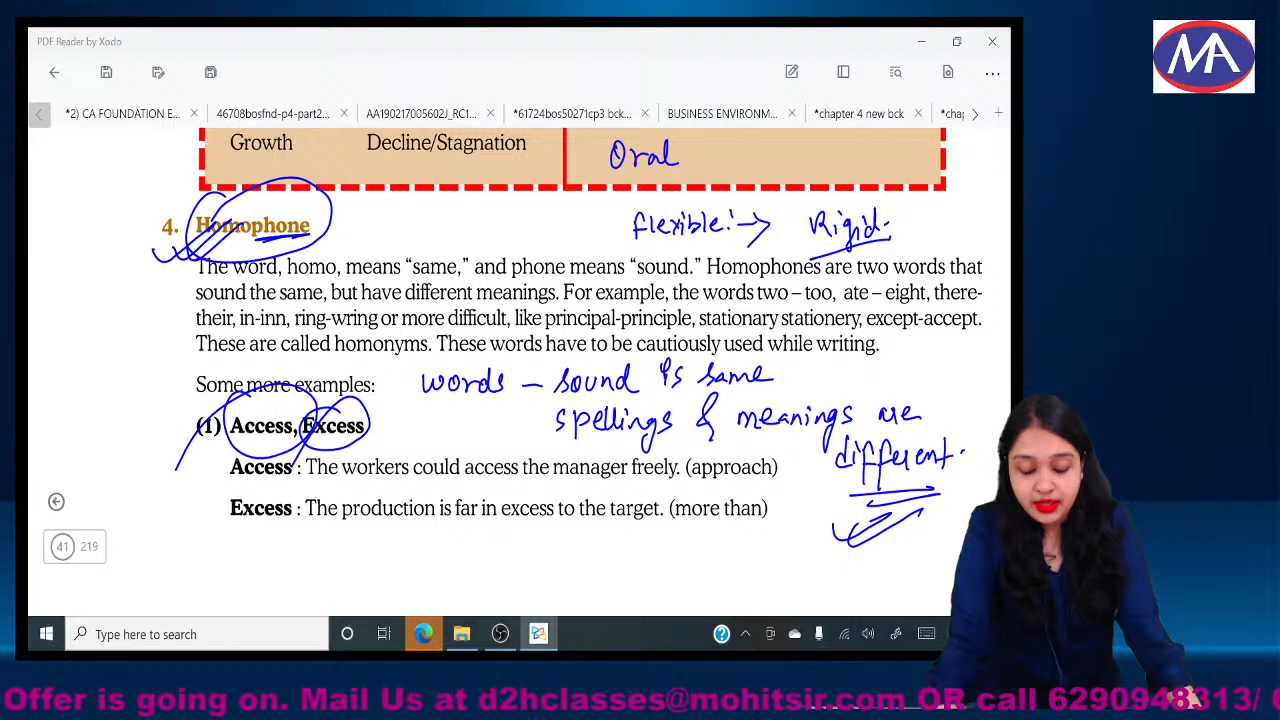 PDF Reader by Xodo
MA
*2) CA FOUNDATION E... 46708bosfnd-p4-part2... AA190217005602J_RC1... *61724bos50271cp3 bck... BUSINESS ENVIRONM... *chapter 4 new bck *chap
Growth Decline/Stagnation Oral
4. Homophone flexible:→ Rigid.
The word, homo, means “same,” and phone means “sound.” Homophones are two words that
sound the same, but have different meanings. For example, the words two – too, ate – eight, there-
their, in-inn, ring-wring or more difficult, like principal-principle, stationary stationery, except-accept.
These are called homonyms. These words have to be cautiously used while writing.
Some more examples: words – sound is same
spellings & meanings are
(1) Access, Excess
different.
Access : The workers could access the manager freely. (approach)
Excess : The production is far in excess to the target. (more than)
41 219
Type here to search
Offer is going on. Mail Us at d2hclasses@mohitsir.com OR call 6290948313/